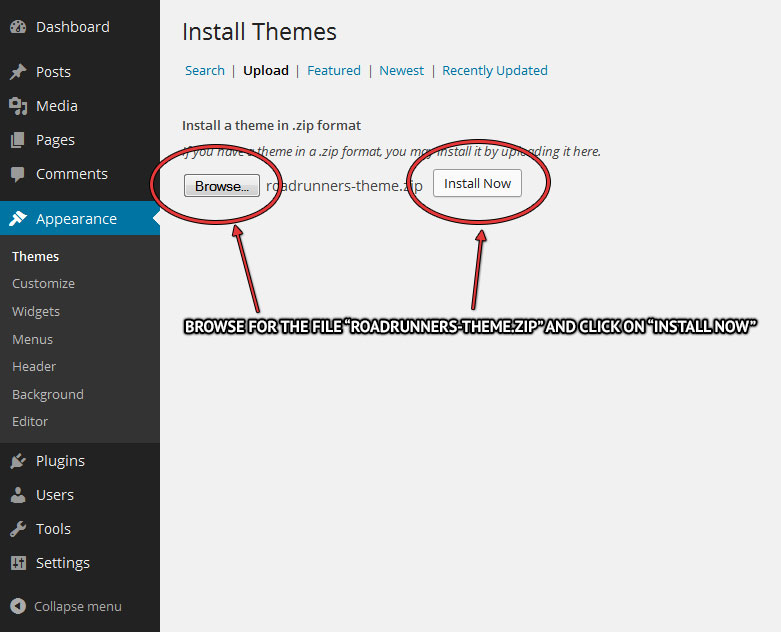 Dashboard
Posts
Media
Pages
Comments
Appearance
Themes
Customize
Widgets
Menus
Header
Background
Editor
Plugins
Users
Tools
Settings
Collapse menu
Install Themes
Search | Upload | Featured | Newest | Recently Updated
Install a theme in .zip format
If you have a theme in a .zip format, you may install it by uploading it here.
Browse... roadrunners-theme.zip Install Now
BROWSE FOR THE FILE “ROADRUNNERS-THEME.ZIP” AND CLICK ON “INSTALL NOW”